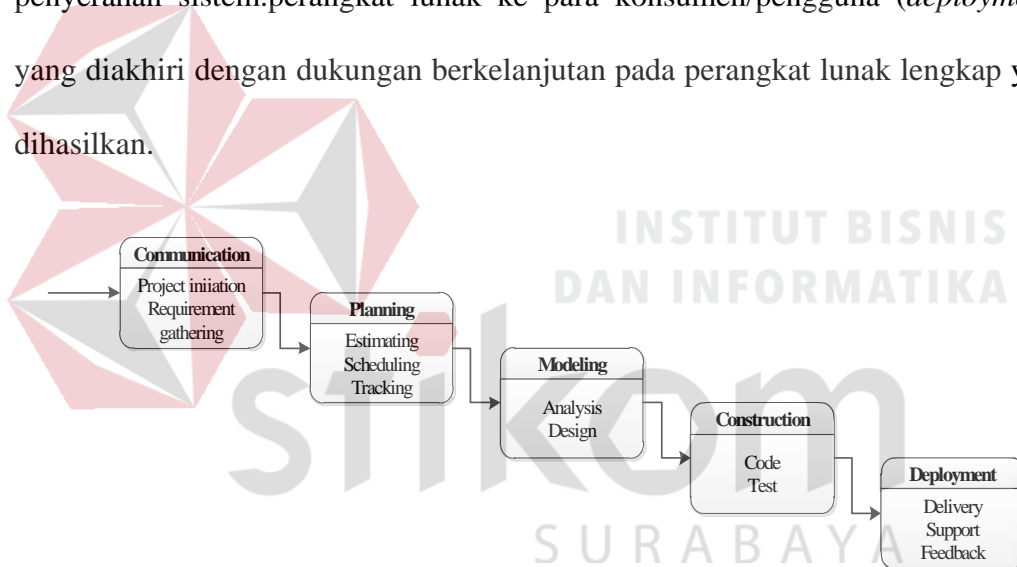 penyerahan sistem.perangkat lunak ke para konsumen/pengguna
yang diakhiri dengan dukungan berkelanjutan pada perangkat lunak lengkap
dihasilkan.
INSTITUT BISNIS
DAN INFORMATIKA
stikom
SURABAYA
Communication
Project iniiation
Requirement
gathering
Planning
Estimating
Scheduling
Tracking
Modeling
Analysis
Design
Construction
Code
Test
Deployment
Delivery
Support
Feedback